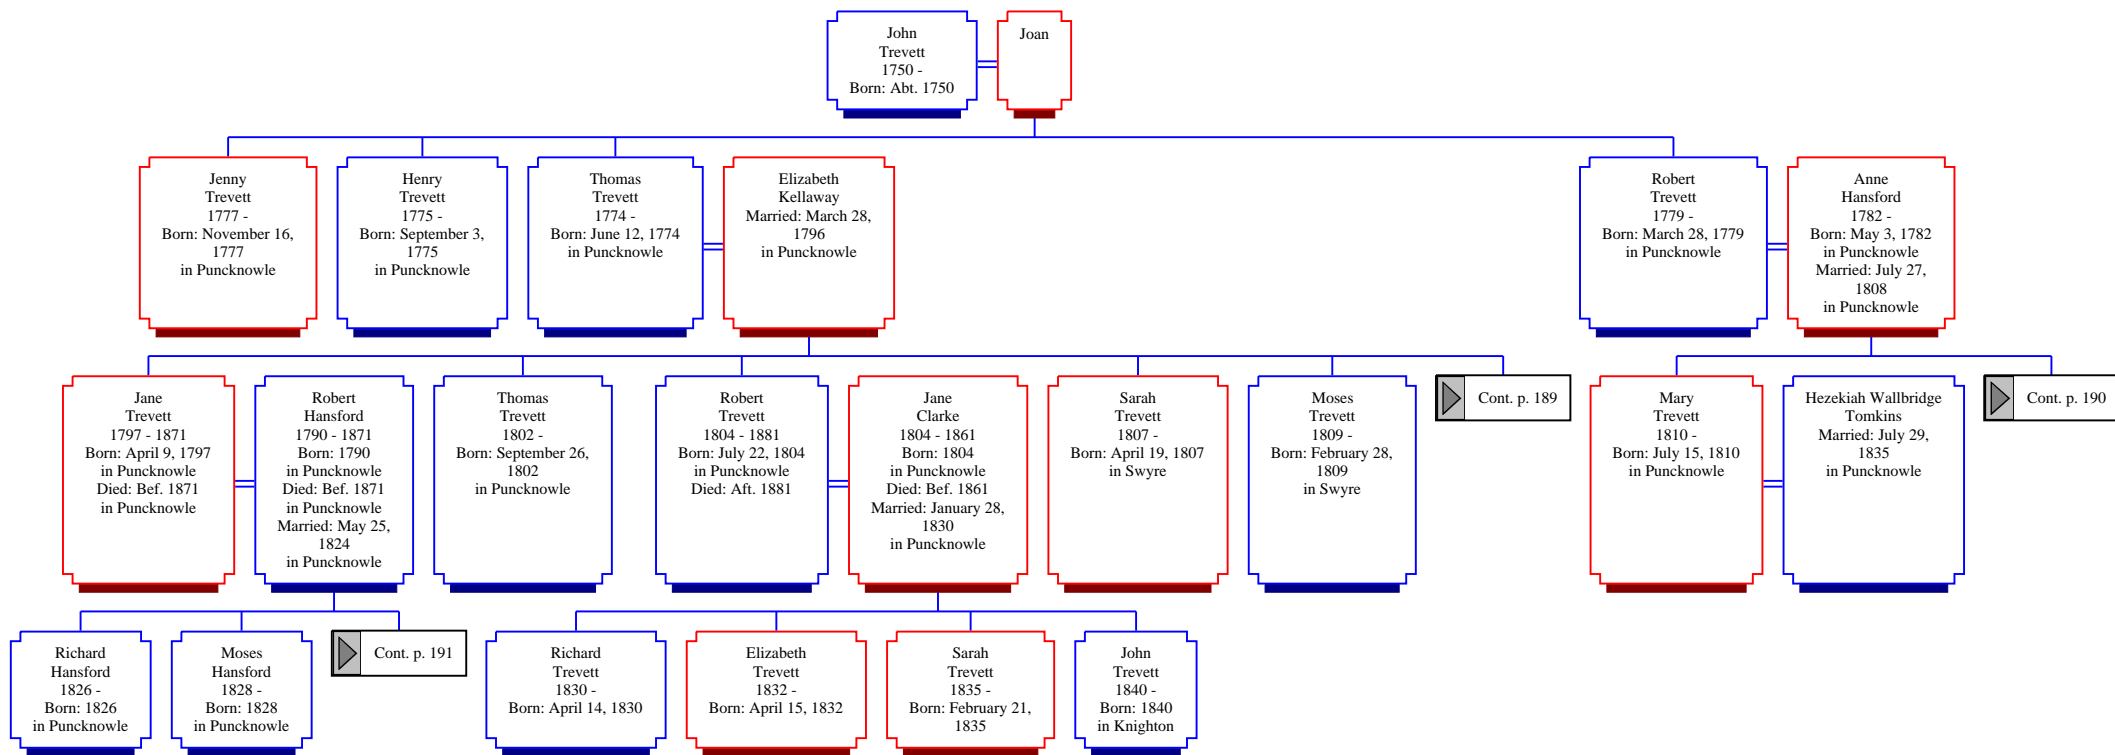 John
Trevett
1750 -
Born: Abt. 1750
Joan
Jenny
Trevett
1777 -
Born: November 16,
1777
in Puncknowle
Henry
Trevett
1775 -
Born: September 3,
1775
in Puncknowle
Thomas
Trevett
1774 -
Born: June 12, 1774
in Puncknowle
Elizabeth
Kellaway
Married: March 28,
1796
in Puncknowle
Robert
Trevett
1779 -
Born: March 28, 1779
in Puncknowle
Anne
Hansford
1782 -
Born: May 3, 1782
in Puncknowle
Married: July 27,
1808
in Puncknowle
Jane
Trevett
1797 - 1871
Born: April 9, 1797
in Puncknowle
Died: Bef. 1871
in Puncknowle
Robert
Hansford
1790 - 1871
Born: 1790
in Puncknowle
Died: Bef. 1871
in Puncknowle
Married: May 25,
1824
in Puncknowle
Thomas
Trevett
1802 -
Born: September 26,
1802
in Puncknowle
Robert
Trevett
1804 - 1881
Born: July 22, 1804
in Puncknowle
Died: Aft. 1881
Jane
Clarke
1804 - 1861
Born: 1804
in Puncknowle
Died: Bef. 1861
Married: January 28,
1830
in Puncknowle
Sarah
Trevett
1807 -
Born: April 19, 1807
in Swyre
Moses
Trevett
1809 -
Born: February 28,
1809
in Swyre
Cont. p. 189
Mary
Trevett
1810 -
Born: July 15, 1810
in Puncknowle
Hezekiah Wallbridge
Tomkins
Married: July 29,
1835
in Puncknowle
Cont. p. 190
Richard
Hansford
1826 -
Born: 1826
in Puncknowle
Moses
Hansford
1828 -
Born: 1828
in Puncknowle
Cont. p. 191
Richard
Trevett
1830 -
Born: April 14, 1830
Elizabeth
Trevett
1832 -
Born: April 15, 1832
Sarah
Trevett
1835 -
Born: February 21,
1835
John
Trevett
1840 -
Born: 1840
in Knighton